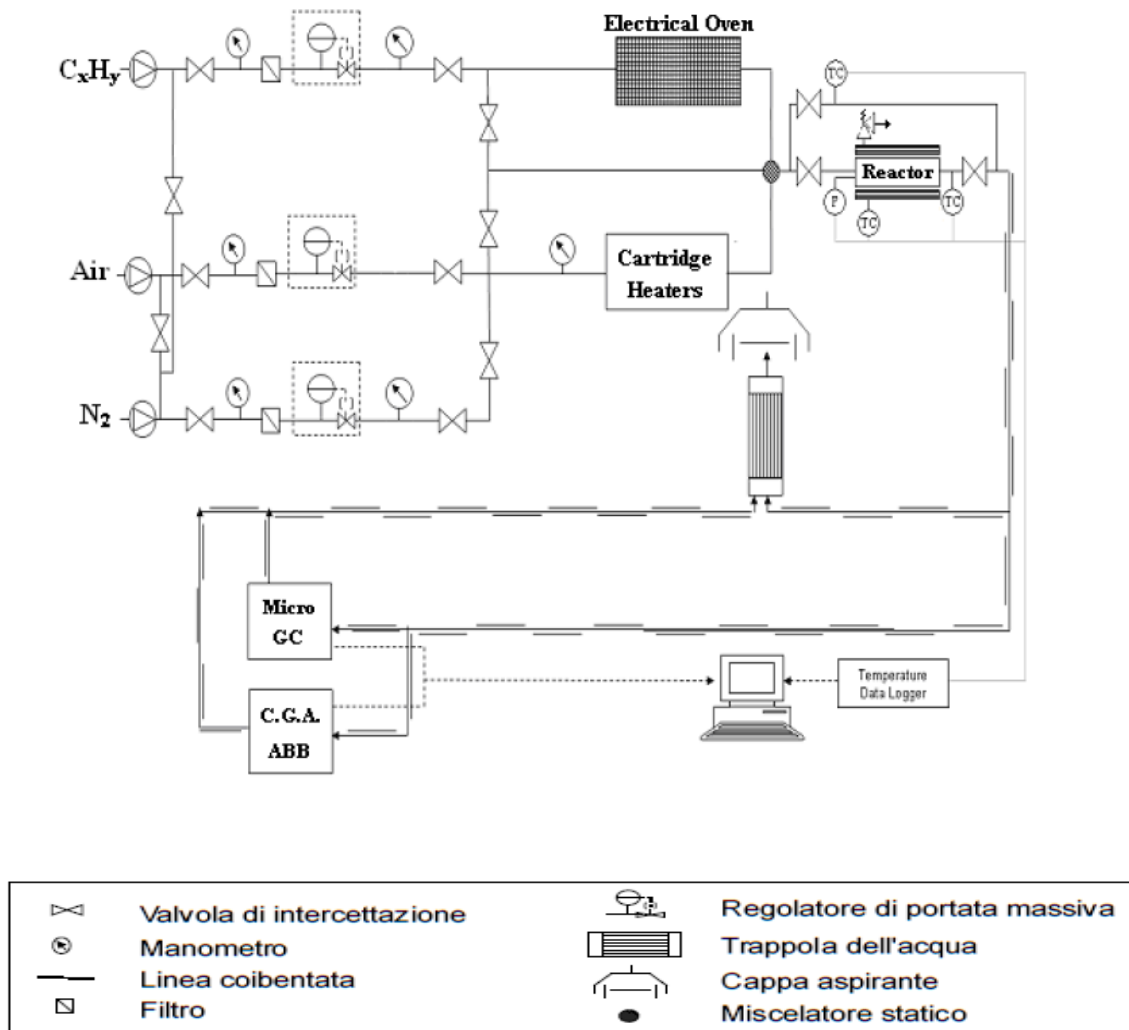 Electrical Oven
CxHy
TC
Reactor
P
TC
TC
Air
Cartridge
Heaters
N2
Micro
GC
C.G.A.
ABB
Temperature
Data Logger
Valvola di intercettazione
Manometro
Linea coibentata
Filtro
Regolatore di portata massiva
Trappola dell'acqua
Cappa aspirante
Miscelatore statico